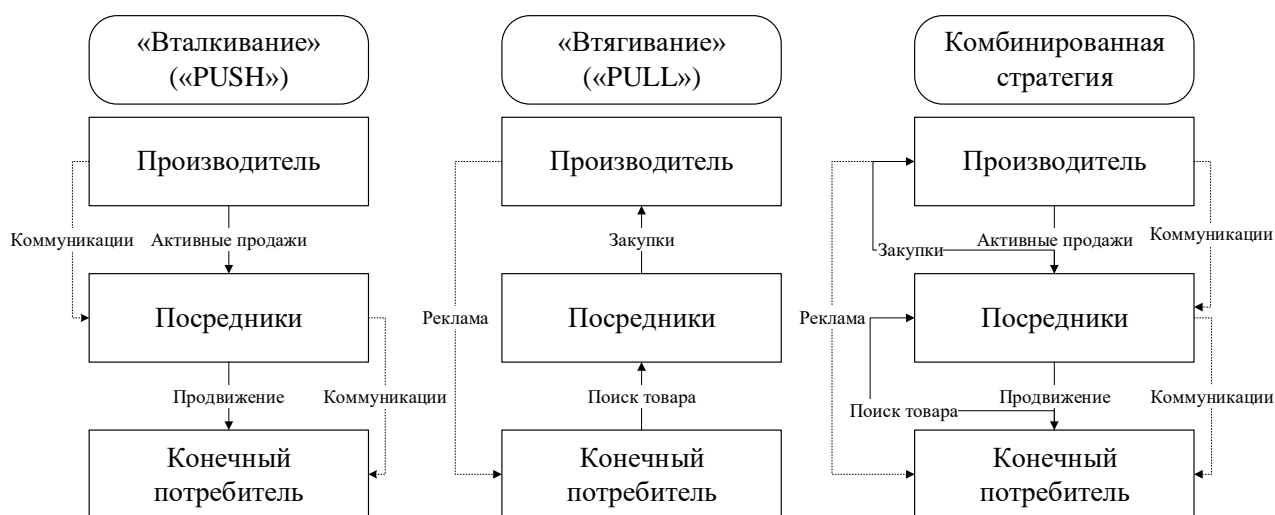 «Вталкивание»
(«PUSH»)
Производитель
Коммуникации
Активные продажи
Посредники
Продвижение
Коммуникации
Конечный
потребитель
«Втягивание»
(«PULL»)
Производитель
Закупки
Реклама
Посредники
Поиск товара
Конечный
потребитель
Комбинированная
стратегия
Производитель
Активные продажи
Коммуникации
Закупки
Реклама
Посредники
Продвижение
Коммуникации
Поиск товара
Конечный
потребитель